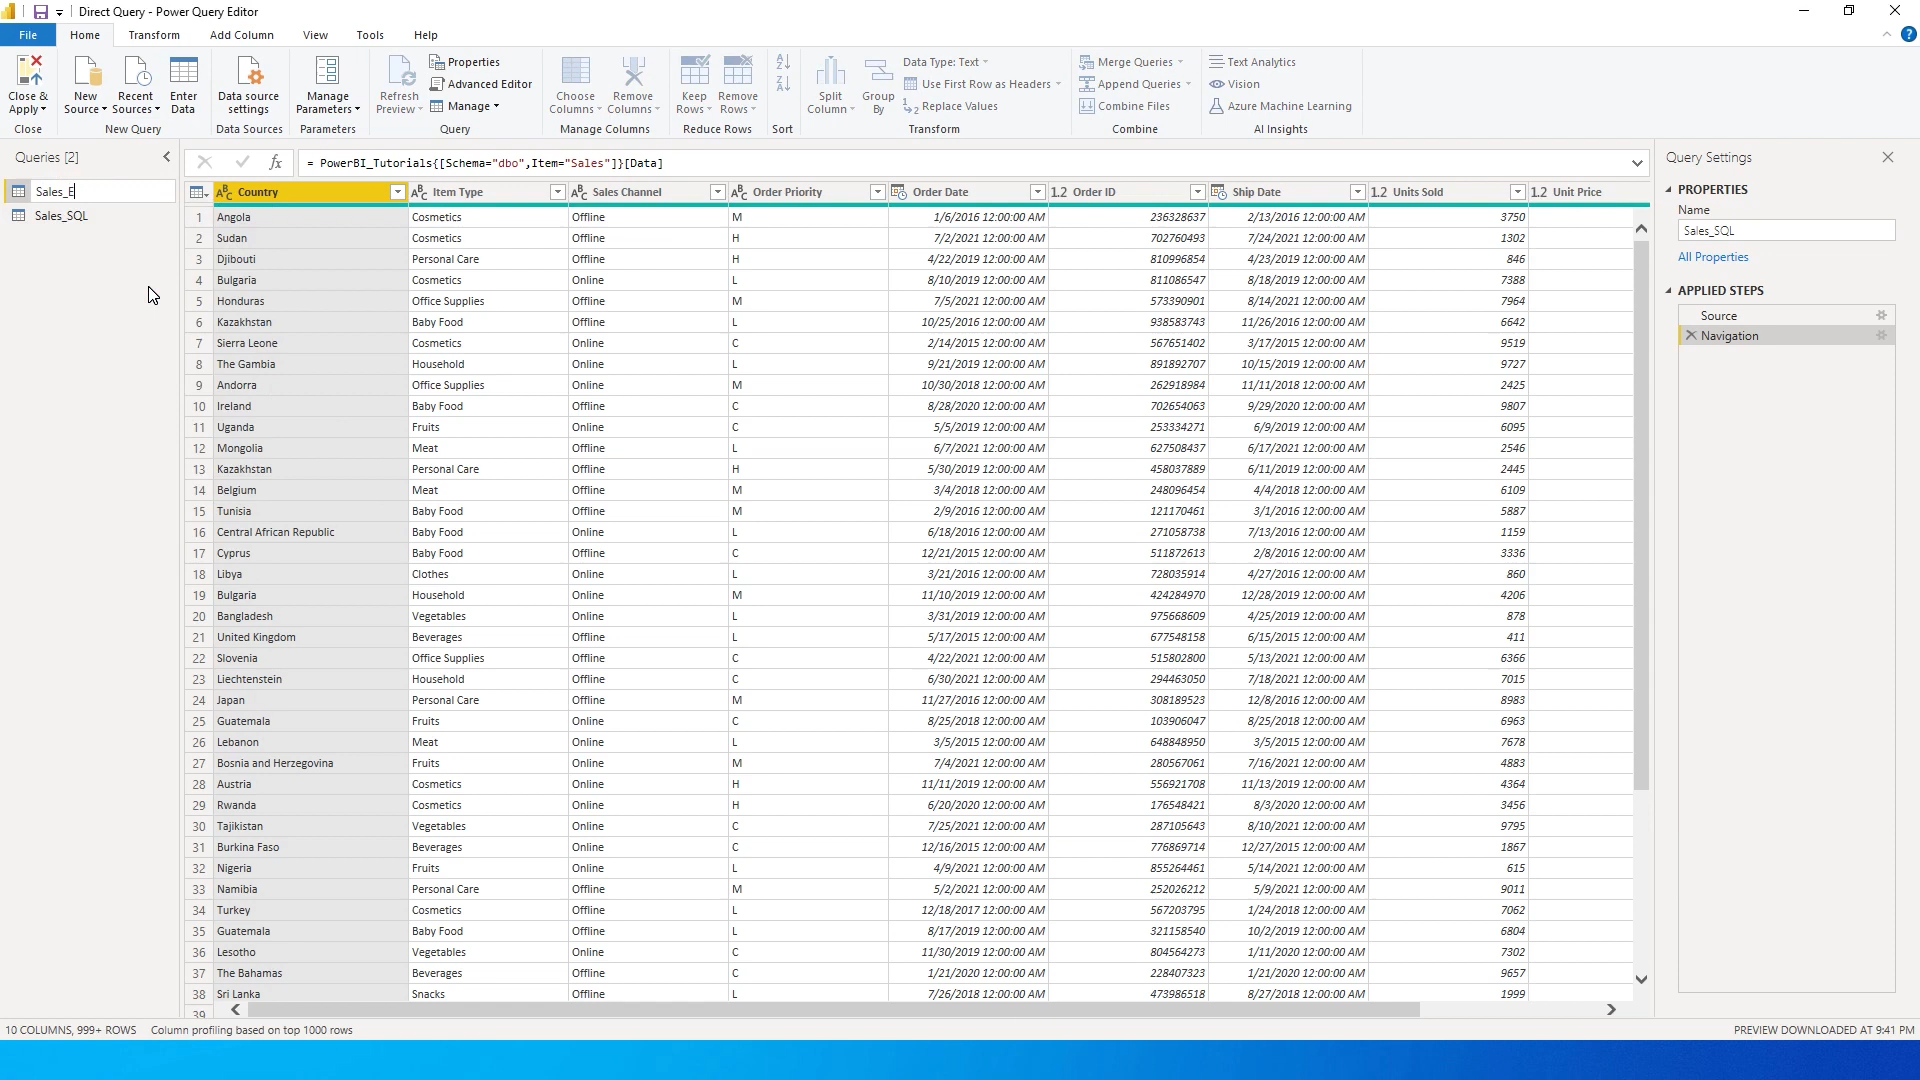 Direct Query - Power Query Editor
File Home Transform Add Column View Tools Help
Close & Apply
Close
New Source
Recent Sources
Enter Data
New Query
Data source settings
Data Sources
Manage Parameters
Parameters
Refresh Preview
Properties
Advanced Editor
Manage
Query
Choose Columns
Remove Columns
Manage Columns
Keep Rows
Remove Rows
Reduce Rows
Sort
Split Column
Group By
Data Type: Text
Use First Row as Headers
Replace Values
Transform
Merge Queries
Append Queries
Combine Files
Combine
Text Analytics
Vision
Azure Machine Learning
AI Insights
Queries [2]
Sales_E
Sales_SQL
= PowerBI_Tutorials{[Schema="dbo",Item="Sales"]}[Data]
Country Item Type Sales Channel Order Priority Order Date 1.2 Order ID Ship Date 1.2 Units Sold 1.2 Unit Price
1 Angola Cosmetics Offline M 1/6/2016 12:00:00 AM 236328637 2/13/2016 12:00:00 AM 3750
2 Sudan Cosmetics Offline H 7/2/2021 12:00:00 AM 702760493 7/24/2021 12:00:00 AM 1302
3 Djibouti Personal Care Offline H 4/22/2019 12:00:00 AM 810996854 4/23/2019 12:00:00 AM 846
4 Bulgaria Cosmetics Online L 8/10/2019 12:00:00 AM 811086547 8/18/2019 12:00:00 AM 7388
5 Honduras Office Supplies Offline M 7/5/2021 12:00:00 AM 573390901 8/14/2021 12:00:00 AM 7964
6 Kazakhstan Baby Food Offline L 10/25/2016 12:00:00 AM 938583743 11/26/2016 12:00:00 AM 6642
7 Sierra Leone Cosmetics Online C 2/14/2015 12:00:00 AM 567651402 3/17/2015 12:00:00 AM 9519
8 The Gambia Household Online L 9/21/2019 12:00:00 AM 891892707 10/15/2019 12:00:00 AM 9727
9 Andorra Office Supplies Online M 10/30/2018 12:00:00 AM 262918984 11/11/2018 12:00:00 AM 2425
10 Ireland Baby Food Offline C 8/28/2020 12:00:00 AM 702654063 9/29/2020 12:00:00 AM 9807
11 Uganda Fruits Online C 5/5/2019 12:00:00 AM 253334271 6/9/2019 12:00:00 AM 6095
12 Mongolia Meat Offline L 6/7/2021 12:00:00 AM 627508437 6/17/2021 12:00:00 AM 2546
13 Kazakhstan Personal Care Offline H 5/30/2019 12:00:00 AM 458037889 6/11/2019 12:00:00 AM 2445
14 Belgium Meat Offline M 3/4/2018 12:00:00 AM 248096454 4/4/2018 12:00:00 AM 6109
15 Tunisia Baby Food Offline M 2/9/2016 12:00:00 AM 121170461 3/1/2016 12:00:00 AM 5887
16 Central African Republic Baby Food Online L 6/18/2016 12:00:00 AM 271058738 7/13/2016 12:00:00 AM 1159
17 Cyprus Baby Food Offline C 12/21/2015 12:00:00 AM 511872613 2/8/2016 12:00:00 AM 3336
18 Libya Clothes Online L 3/21/2016 12:00:00 AM 728035914 4/27/2016 12:00:00 AM 860
19 Bulgaria Household Online M 11/10/2019 12:00:00 AM 424284970 12/28/2019 12:00:00 AM 4206
20 Bangladesh Vegetables Online L 3/31/2019 12:00:00 AM 975668609 4/25/2019 12:00:00 AM 878
21 United Kingdom Beverages Offline L 5/17/2015 12:00:00 AM 677548158 6/15/2015 12:00:00 AM 411
22 Slovenia Office Supplies Offline C 4/22/2021 12:00:00 AM 515802800 5/13/2021 12:00:00 AM 6366
23 Liechtenstein Household Offline C 6/30/2021 12:00:00 AM 294463050 7/18/2021 12:00:00 AM 7015
24 Japan Personal Care Offline M 11/27/2016 12:00:00 AM 308189523 12/8/2016 12:00:00 AM 8983
25 Guatemala Fruits Online C 8/25/2018 12:00:00 AM 103906047 8/25/2018 12:00:00 AM 6963
26 Lebanon Meat Online L 3/5/2015 12:00:00 AM 648848950 3/5/2015 12:00:00 AM 7678
27 Bosnia and Herzegovina Fruits Online M 7/4/2021 12:00:00 AM 280567061 7/16/2021 12:00:00 AM 4883
28 Austria Cosmetics Online H 11/11/2019 12:00:00 AM 556921708 11/13/2019 12:00:00 AM 4364
29 Rwanda Cosmetics Online H 6/20/2020 12:00:00 AM 176548421 8/3/2020 12:00:00 AM 3456
30 Tajikistan Vegetables Online C 7/25/2021 12:00:00 AM 287105643 8/10/2021 12:00:00 AM 9795
31 Burkina Faso Beverages Online C 12/16/2015 12:00:00 AM 776869714 12/27/2015 12:00:00 AM 1867
32 Nigeria Fruits Online C 4/9/2021 12:00:00 AM 855264461 5/14/2021 12:00:00 AM 615
33 Namibia Personal Care Offline M 5/2/2021 12:00:00 AM 252026212 5/9/2021 12:00:00 AM 9011
34 Turkey Cosmetics Offline L 12/18/2017 12:00:00 AM 567203795 1/24/2018 12:00:00 AM 7062
35 Guatemala Baby Food Offline L 8/17/2019 12:00:00 AM 321158540 10/2/2019 12:00:00 AM 6804
36 Lesotho Vegetables Online C 11/30/2019 12:00:00 AM 804564273 1/11/2020 12:00:00 AM 7302
37 The Bahamas Beverages Offline C 1/21/2020 12:00:00 AM 228407323 1/21/2020 12:00:00 AM 9657
38 Sri Lanka Snacks Offline L 7/26/2018 12:00:00 AM 473986518 8/27/2018 12:00:00 AM 1999
39
Query Settings
PROPERTIES
Name
Sales_SQL
All Properties
APPLIED STEPS
Source
Navigation
10 COLUMNS, 999+ ROWS Column profiling based on top 1000 rows PREVIEW DOWNLOADED AT 9:41 PM